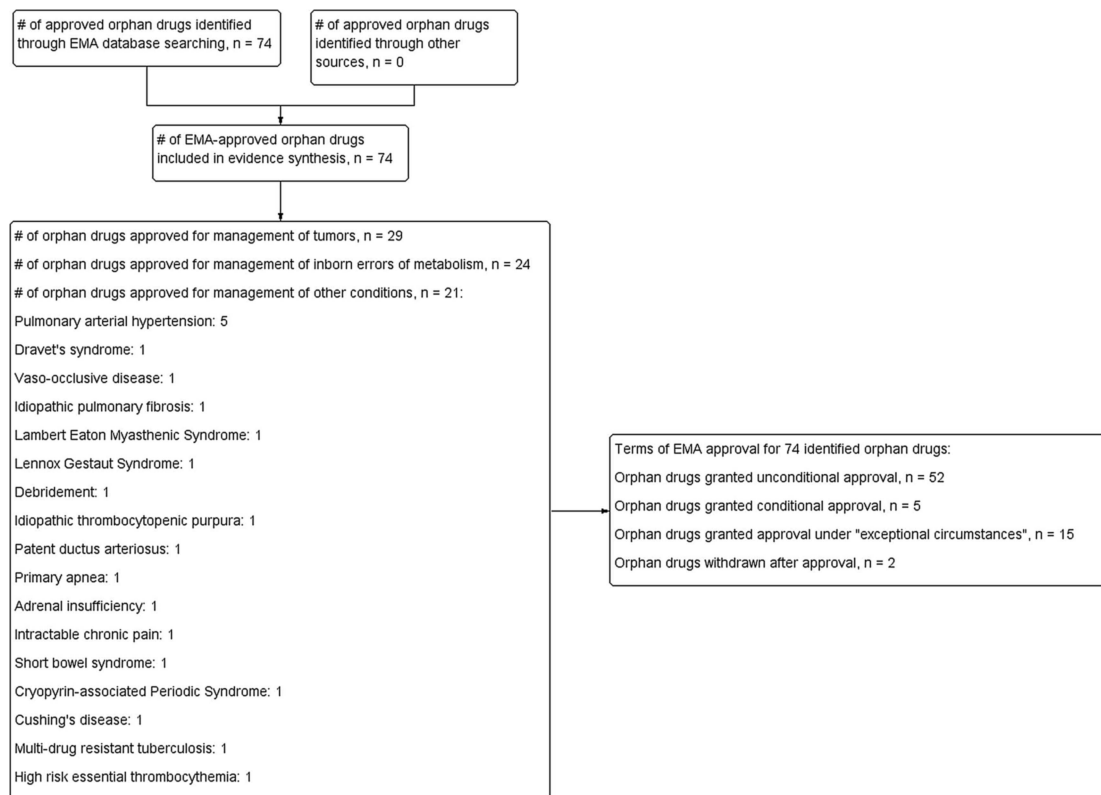 # of approved orphan drugs identified
through EMA database searching, n = 74
# of approved orphan drugs
identified through other
sources, n = 0
# of EMA-approved orphan drugs
included in evidence synthesis, n = 74
# of orphan drugs approved for management of tumors, n = 29
# of orphan drugs approved for management of inborn errors of metabolism, n = 24
# of orphan drugs approved for management of other conditions, n = 21:
Pulmonary arterial hypertension: 5
Dravet's syndrome: 1
Vaso-occlusive disease: 1
Idiopathic pulmonary fibrosis: 1
Lambert Eaton Myasthenic Syndrome: 1
Lennox Gestaut Syndrome: 1
Debridement: 1
Idiopathic thrombocytopenic purpura: 1
Patent ductus arteriosus: 1
Primary apnea: 1
Adrenal insufficiency: 1
Intractable chronic pain: 1
Short bowel syndrome: 1
Cryopyrin-associated Periodic Syndrome: 1
Cushing's disease: 1
Multi-drug resistant tuberculosis: 1
High risk essential thrombocythemia: 1
Terms of EMA approval for 74 identified orphan drugs:
Orphan drugs granted unconditional approval, n = 52
Orphan drugs granted conditional approval, n = 5
Orphan drugs granted approval under "exceptional circumstances", n = 15
Orphan drugs withdrawn after approval, n = 2